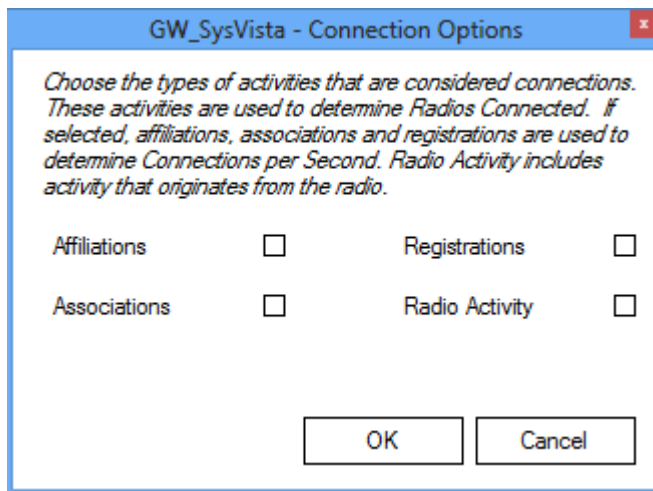 GW_SysVista - Connection Options
x
Choose the types of activities that are considered connections.
These activities are used to determine Radios Connected.  If
selected, affiliations, associations and registrations are used to
determine Connections per Second. Radio Activity includes
activity that originates from the radio.
Affiliations Registrations
Associations Radio Activity
OK Cancel